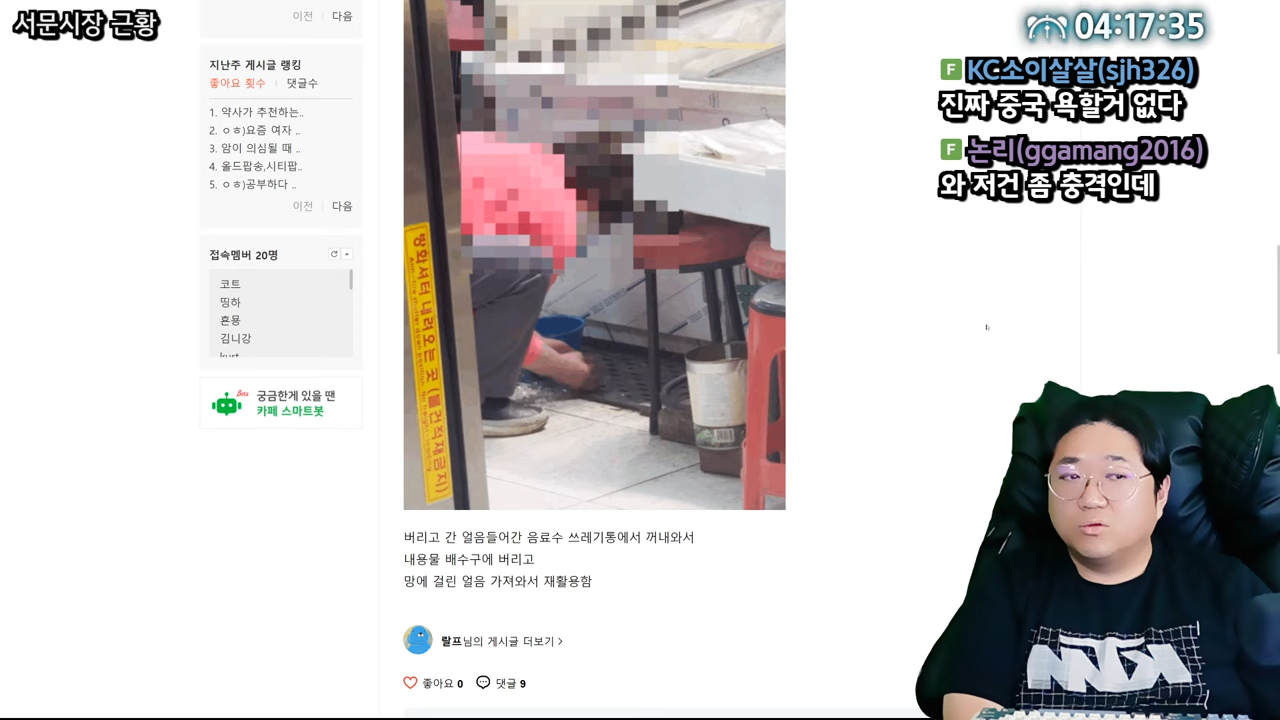 서문시장 근황
이전 다음
지난주 게시글 랭킹
좋아요 횟수 댓글수
1. 약사가 추천하는..
2. ㅇㅎ)요즘 여자 ..
3. 암이 의심될 때 ..
4. 올드팝송,시티팝..
5. ㅇㅎ)공부하다 ..
이전 다음
접속멤버 20명
코트
띵하
흔묭
김니강
kurt
Beta
궁금한게 있을 땐
카페 스마트봇
방화셔터 내려오는 곳 (물건적재금지)
버리고 간 얼음들어간 음료수 쓰레기통에서 꺼내와서
내용물 배수구에 버리고
망에 걸린 얼음 가져와서 재활용함
랄프님의 게시글 더보기
좋아요 0 댓글 9
04:17:35
F KC소이살살(sjh326)
진짜 중국 욕할거 없다
F 논리(ggamang2016)
와 저건 좀 충격인데